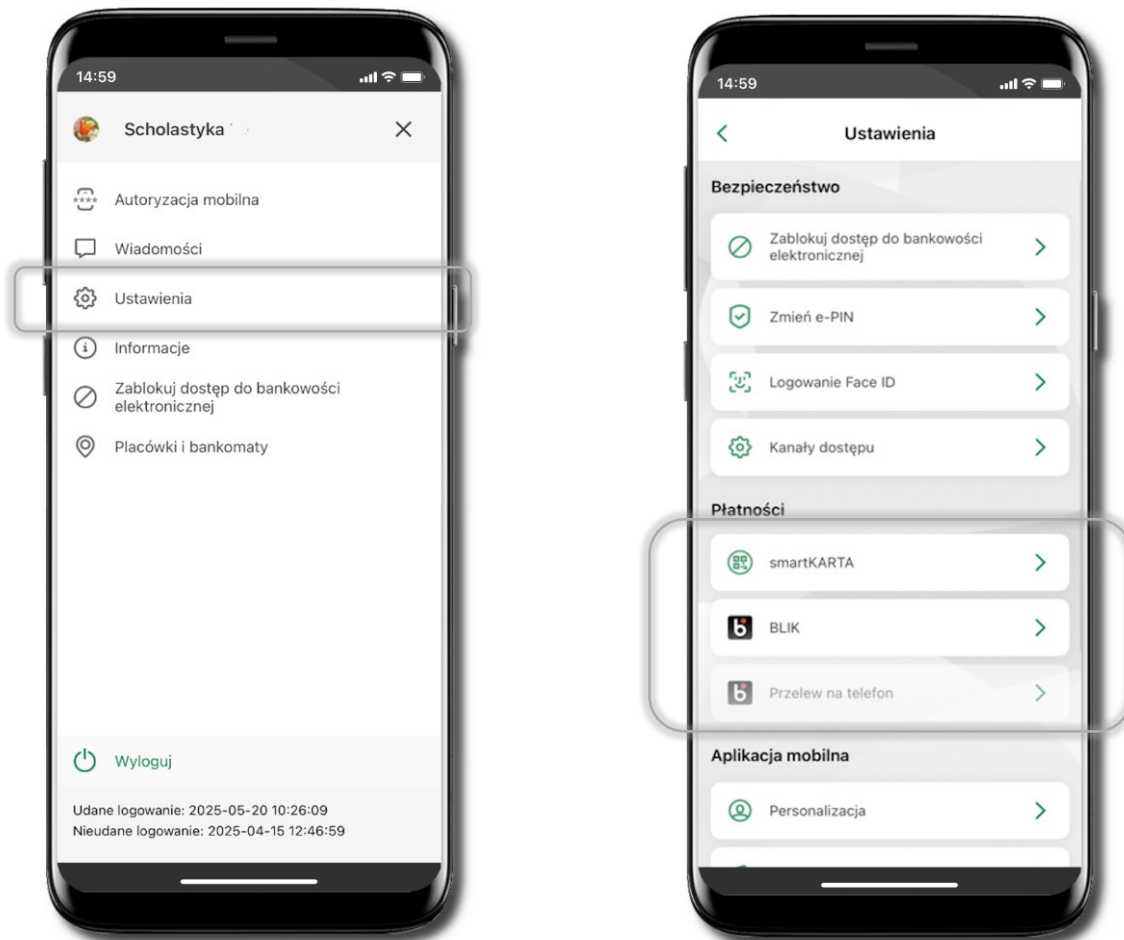 14:59
Scholastyka
Autoryzacja mobilna
Wiadomości
Ustawienia
Informacje
Zablokuj dostęp do bankowości
elektronicznej
Placówki i bankomaty
Wyloguj
Udane logowanie: 2025-05-20 10:26:09
Nieudane logowanie: 2025-04-15 12:46:59
14:59
Ustawienia
Bezpieczeństwo
Zablokuj dostęp do bankowości
elektronicznej
Zmień e-PIN
Logowanie Face ID
Kanały dostępu
Płatności
smartKARTA
BLIK
Przelew na telefon
Aplikacja mobilna
Personalizacja